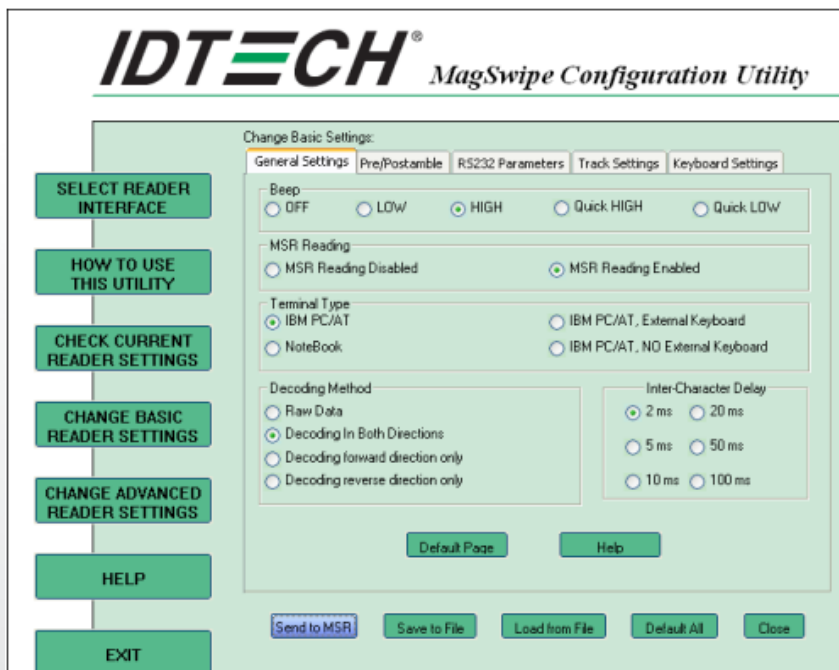 IDTECH®
MagSwipe Configuration Utility
SELECT READER
INTERFACE
HOW TO USE
THIS UTILITY
CHECK CURRENT
READER SETTINGS
CHANGE BASIC
READER SETTINGS
CHANGE ADVANCED
READER SETTINGS
HELP
EXIT
Change Basic Settings:
General Settings Pre/Postamble RS232 Parameters Track Settings Keyboard Settings
Beep
OFF LOW HIGH Quick HIGH Quick LOW
MSR Reading
MSR Reading Disabled MSR Reading Enabled
Terminal Type
IBM PC/AT IBM PC/AT, External Keyboard
NoteBook IBM PC/AT, NO External Keyboard
Decoding Method
Raw Data
Decoding In Both Directions
Decoding forward direction only
Decoding reverse direction only
Inter-Character Delay
2 ms 20 ms
5 ms 50 ms
10 ms 100 ms
Default Page Help
Send to MSR Save to File Load from File Default All Close